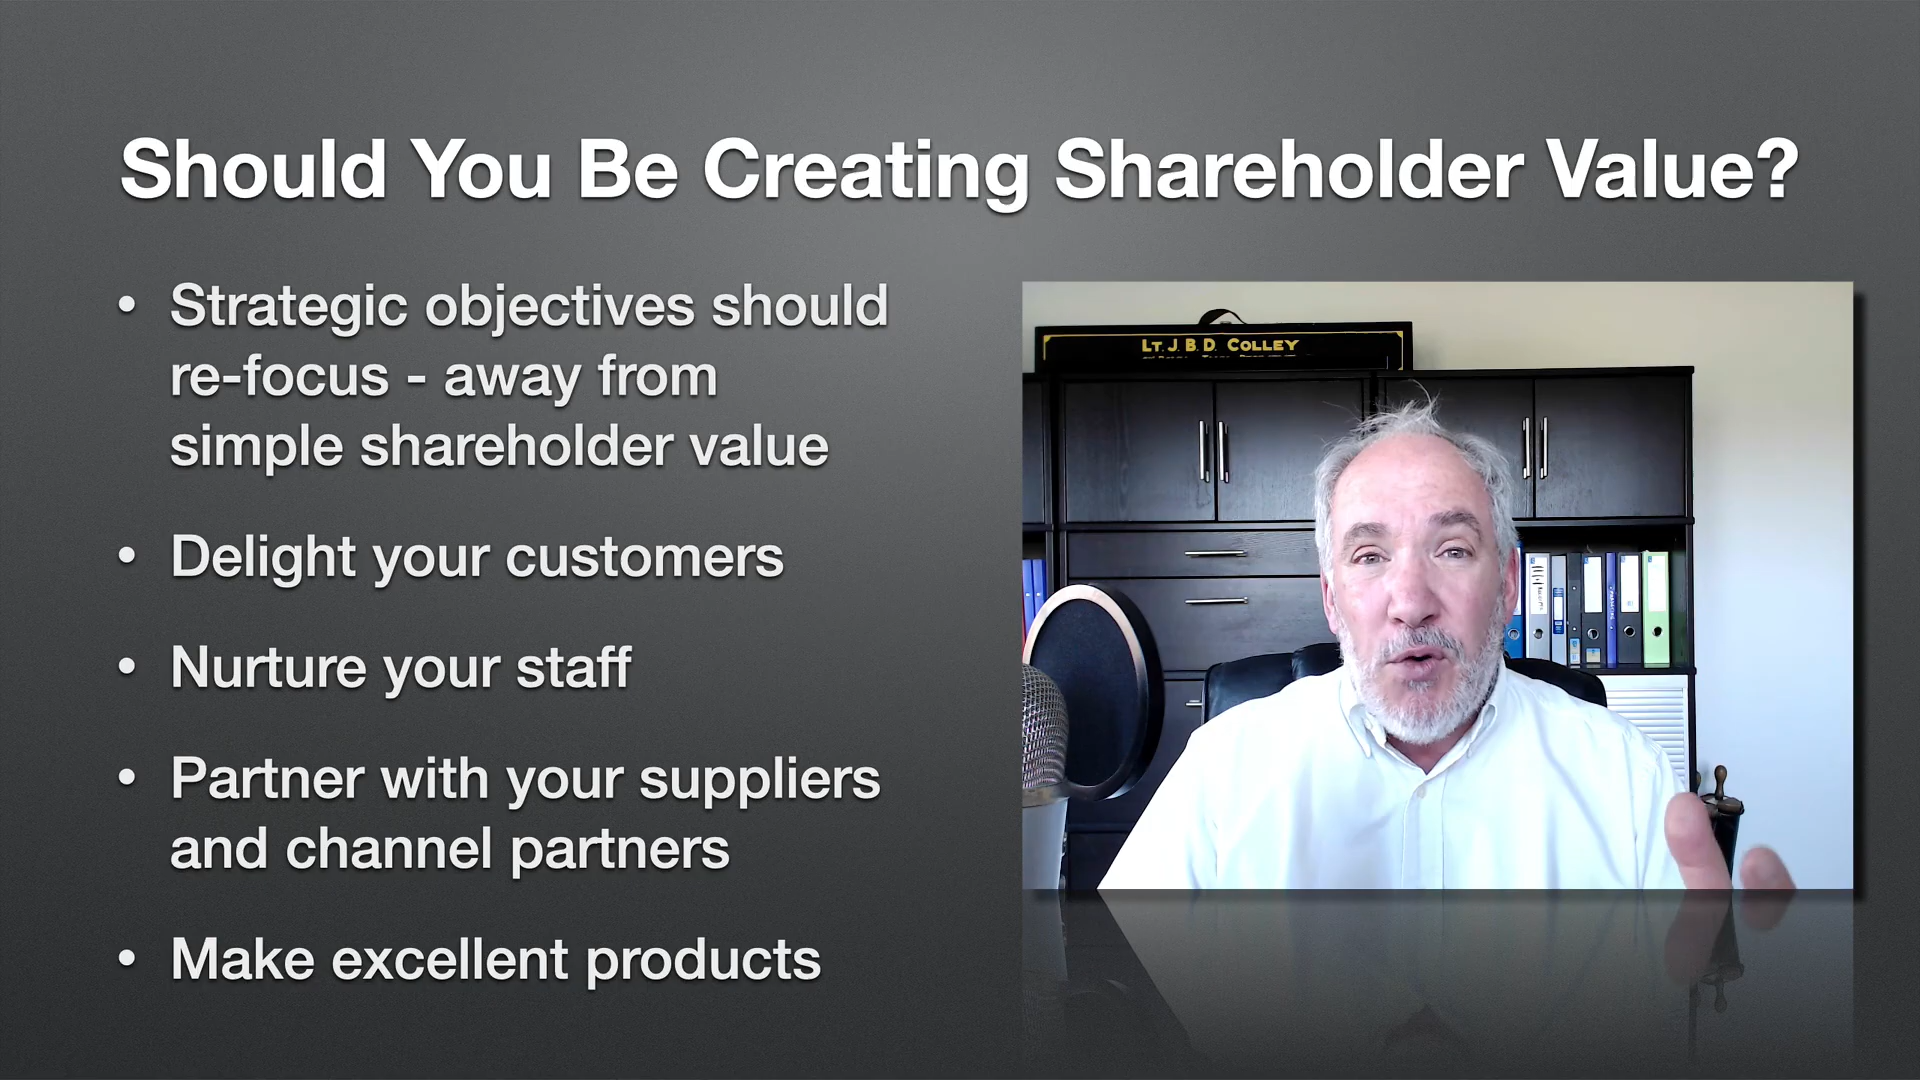 Should You Be Creating Shareholder Value?
• Strategic objectives should
re-focus - away from
simple shareholder value
• Delight your customers
• Nurture your staff
• Partner with your suppliers
and channel partners
• Make excellent products
LT. J. B. D. COLLEY